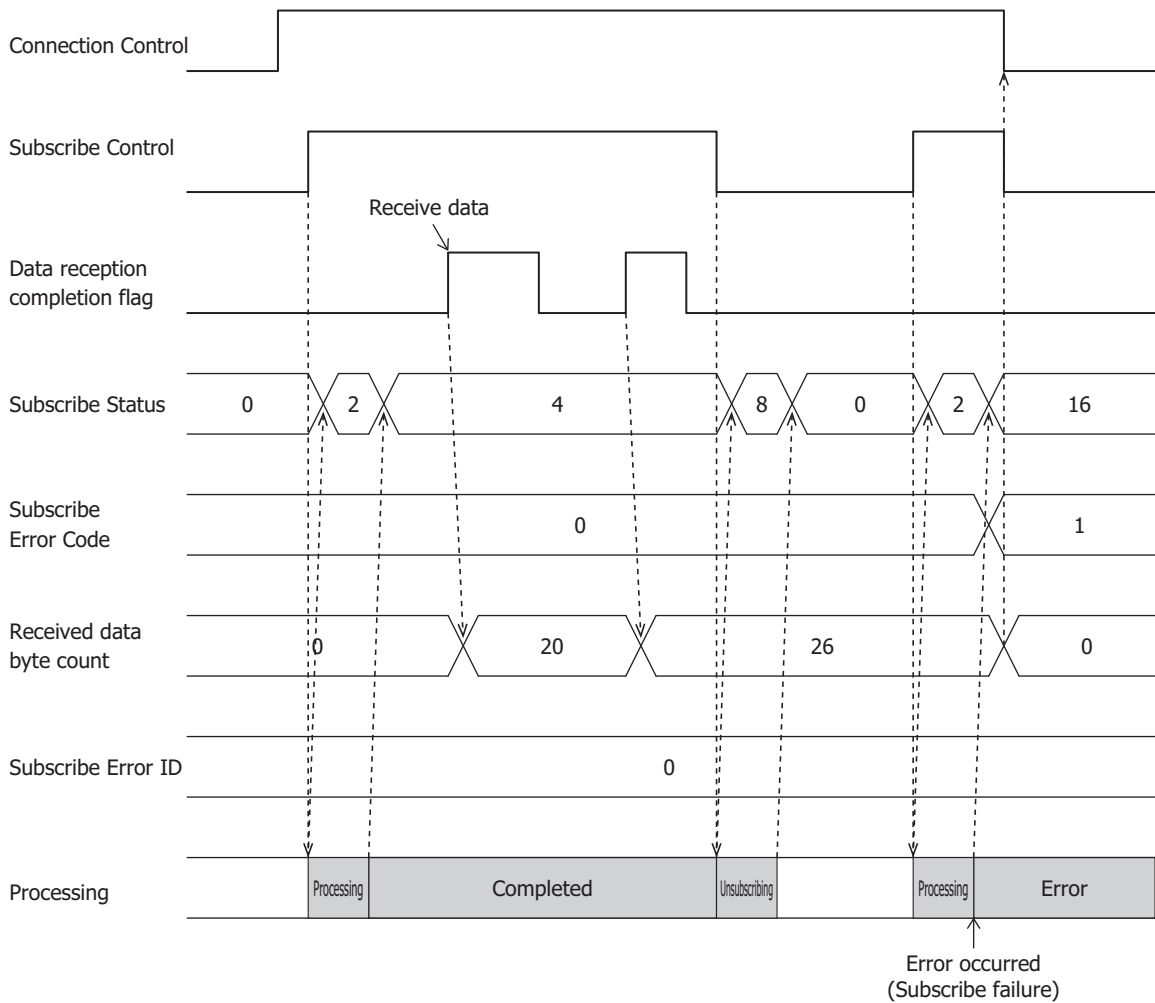 Connection Control
Subscribe Control
Receive data
Data reception
completion flag
Subscribe Status
0 2 4 8 0 2 16
Subscribe
Error Code
0 1
Received data
byte count
0 20 26 0
Subscribe Error ID
0
Processing
Processing Completed Unsubscribing Processing Error
Error occurred
(Subscribe failure)